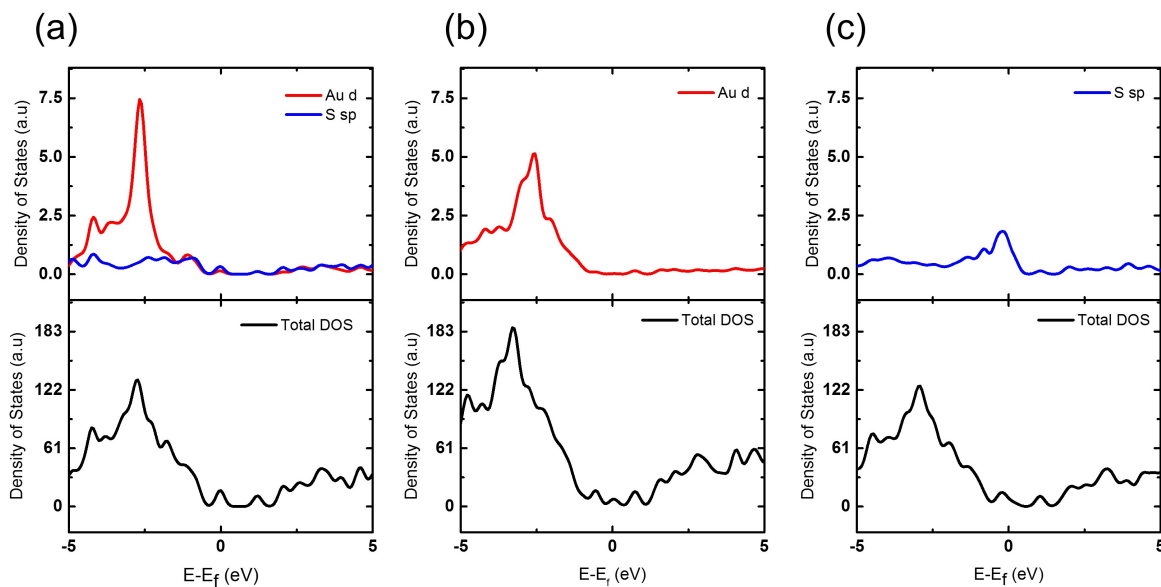 (a)
(b)
(c)
Density of States (a.u)
7.5
5.0
2.5
0.0
Au d
S sp
Density of States (a.u)
183
122
61
0
Total DOS
-5
0
5
E-Ef (eV)
Density of States (a.u)
7.5
5.0
2.5
0.0
Au d
Density of States (a.u)
183
122
61
0
Total DOS
-5
0
5
E-Ef (eV)
Density of States (a.u)
7.5
5.0
2.5
0.0
S sp
Density of States (a.u)
183
122
61
0
Total DOS
-5
0
5
E-Ef (eV)